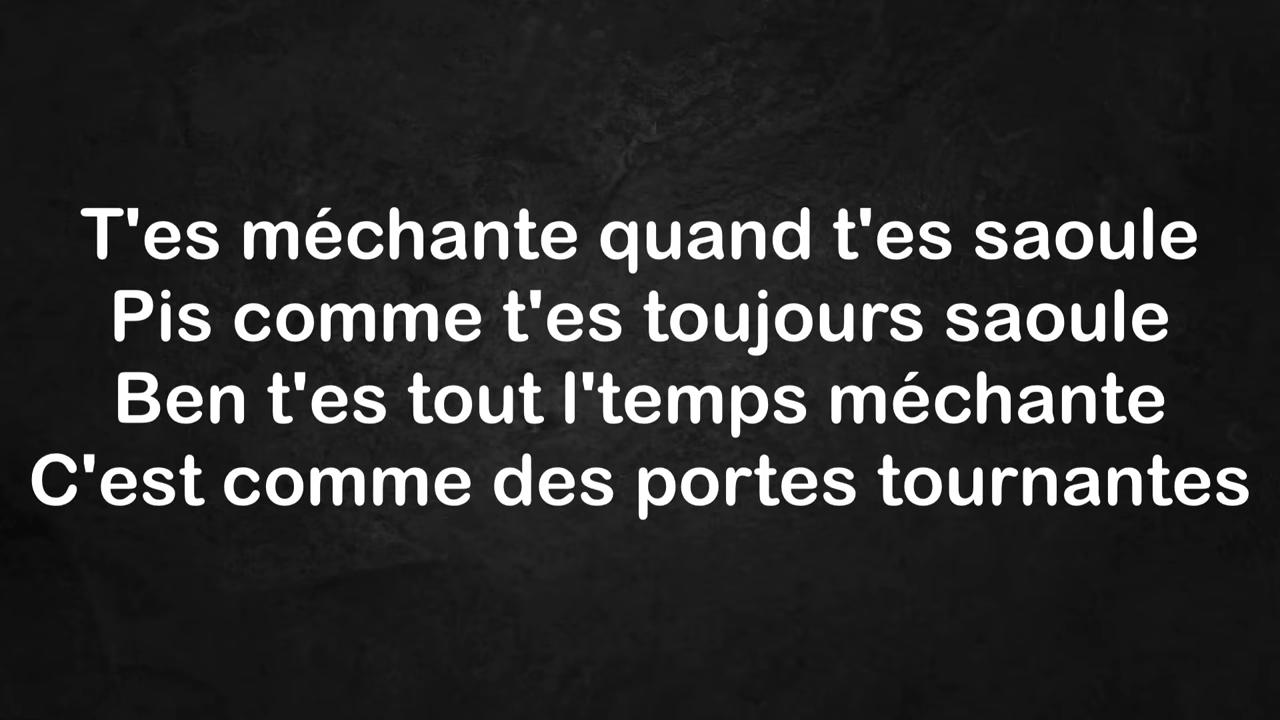 T'es méchante quand t'es saoule
Pis comme t'es toujours saoule
Ben t'es tout l'temps méchante
C'est comme des portes tournantes